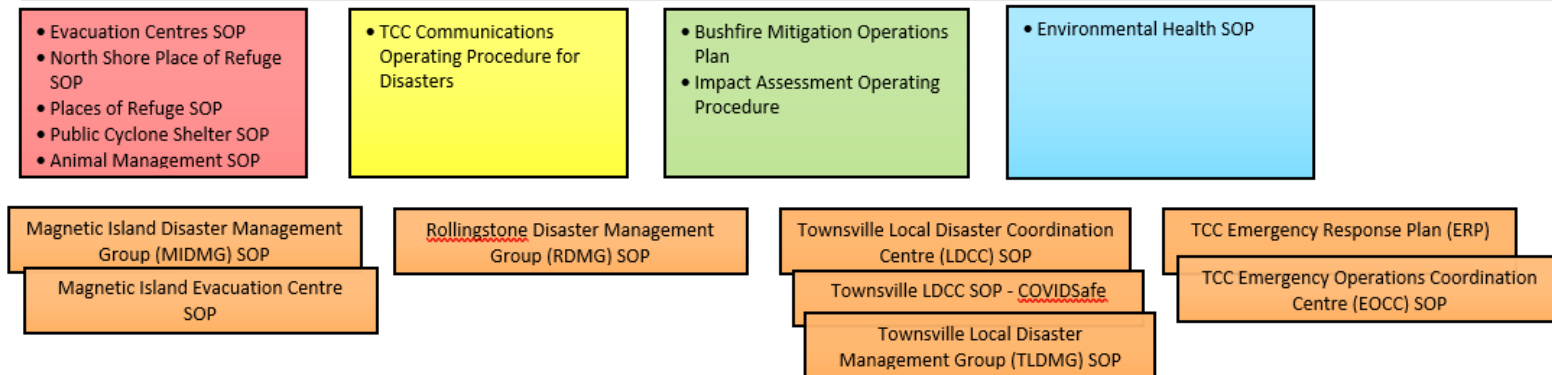 • Evacuation Centres SOP
• North Shore Place of Refuge
SOP
• Places of Refuge SOP
• Public Cyclone Shelter SOP
• Animal Management SOP
• TCC Communications
Operating Procedure for
Disasters
• Bushfire Mitigation Operations
Plan
• Impact Assessment Operating
Procedure
• Environmental Health SOP
Magnetic Island Disaster Management
Group (MIDMG) SOP
Magnetic Island Evacuation Centre
SOP
Rollingstone Disaster Management
Group (RDMG) SOP
Townsville Local Disaster Coordination
Centre (LDCC) SOP
Townsville LDCC SOP - COVIDSafe
Townsville Local Disaster
Management Group (TLDMG) SOP
TCC Emergency Response Plan (ERP)
TCC Emergency Operations Coordination
Centre (EOCC) SOP